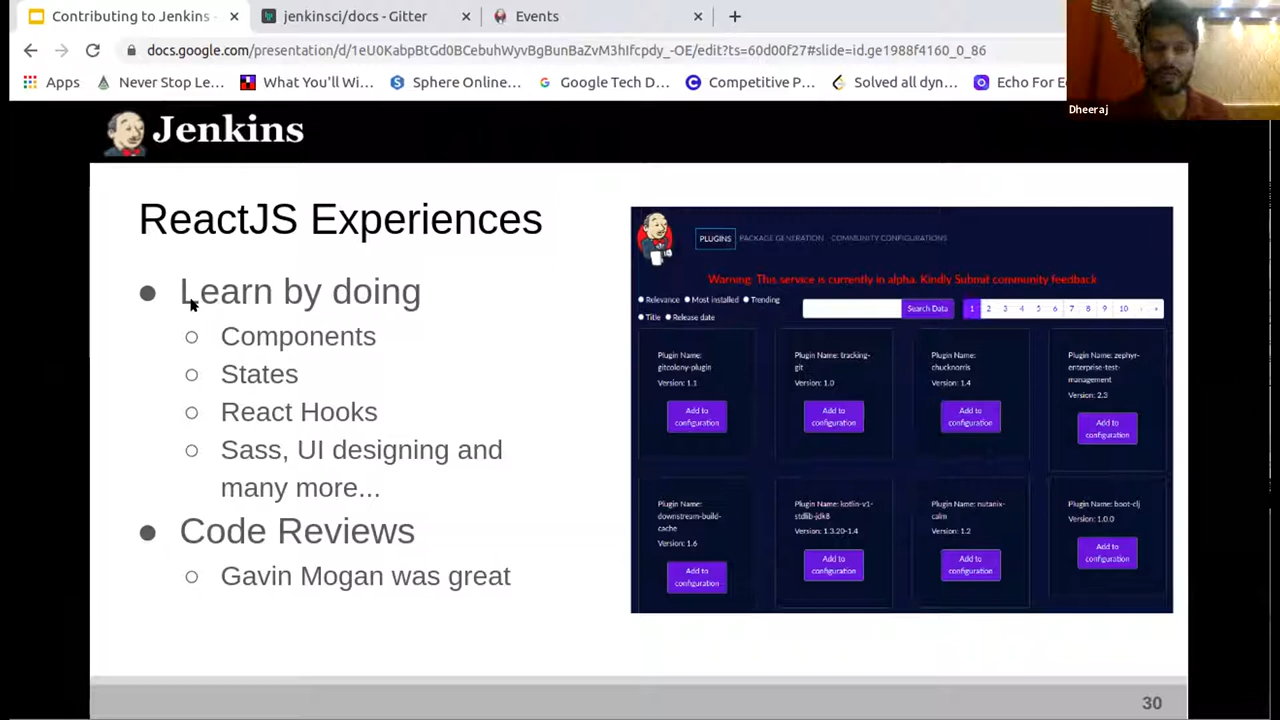 Contributing to Jenkins -
jenkinsci/docs - Gitter
Events
docs.google.com/presentation/d/1eU0KabpBtGd0BCebuhWyvBgBunBaZvM3hIfcpdy_-OE/edit?ts=60d00f27#slide=id.ge1988f4160_0_86
Apps
Never Stop Le...
What You'll Wi...
Sphere Online...
Google Tech D...
Competitive P...
Solved all dyn...
Echo For E
Dheeraj
Jenkins
ReactJS Experiences
Learn by doing
Components
States
React Hooks
Sass, UI designing and
many more...
Code Reviews
Gavin Mogan was great
PLUGINS PACKAGE GENERATION COMMUNITY CONFIGURATIONS
Warning: This service is currently in alpha. Kindly Submit community feedback
Relevance Most installed Trending
Title Release date
Search Data
1 2 3 4 5 6 7 8 9 10 › »
Plugin Name:
gitcolony-plugin
Version: 1.1
Add to
configuration
Plugin Name: tracking-
git
Version: 1.0
Add to
configuration
Plugin Name:
chucknorris
Version: 1.4
Add to
configuration
Plugin Name: zephyr-
enterprise-test-
management
Version: 2.3
Add to
configuration
Plugin Name:
downstream-build-
cache
Version: 1.6
Add to
configuration
Plugin Name: kotlin-v1-
stdlib-jdk8
Version: 1.3.20-1.4
Add to
configuration
Plugin Name: nutanix-
calm
Version: 1.2
Add to
configuration
Plugin Name: boot-clj
Version: 1.0.0
Add to
configuration
30